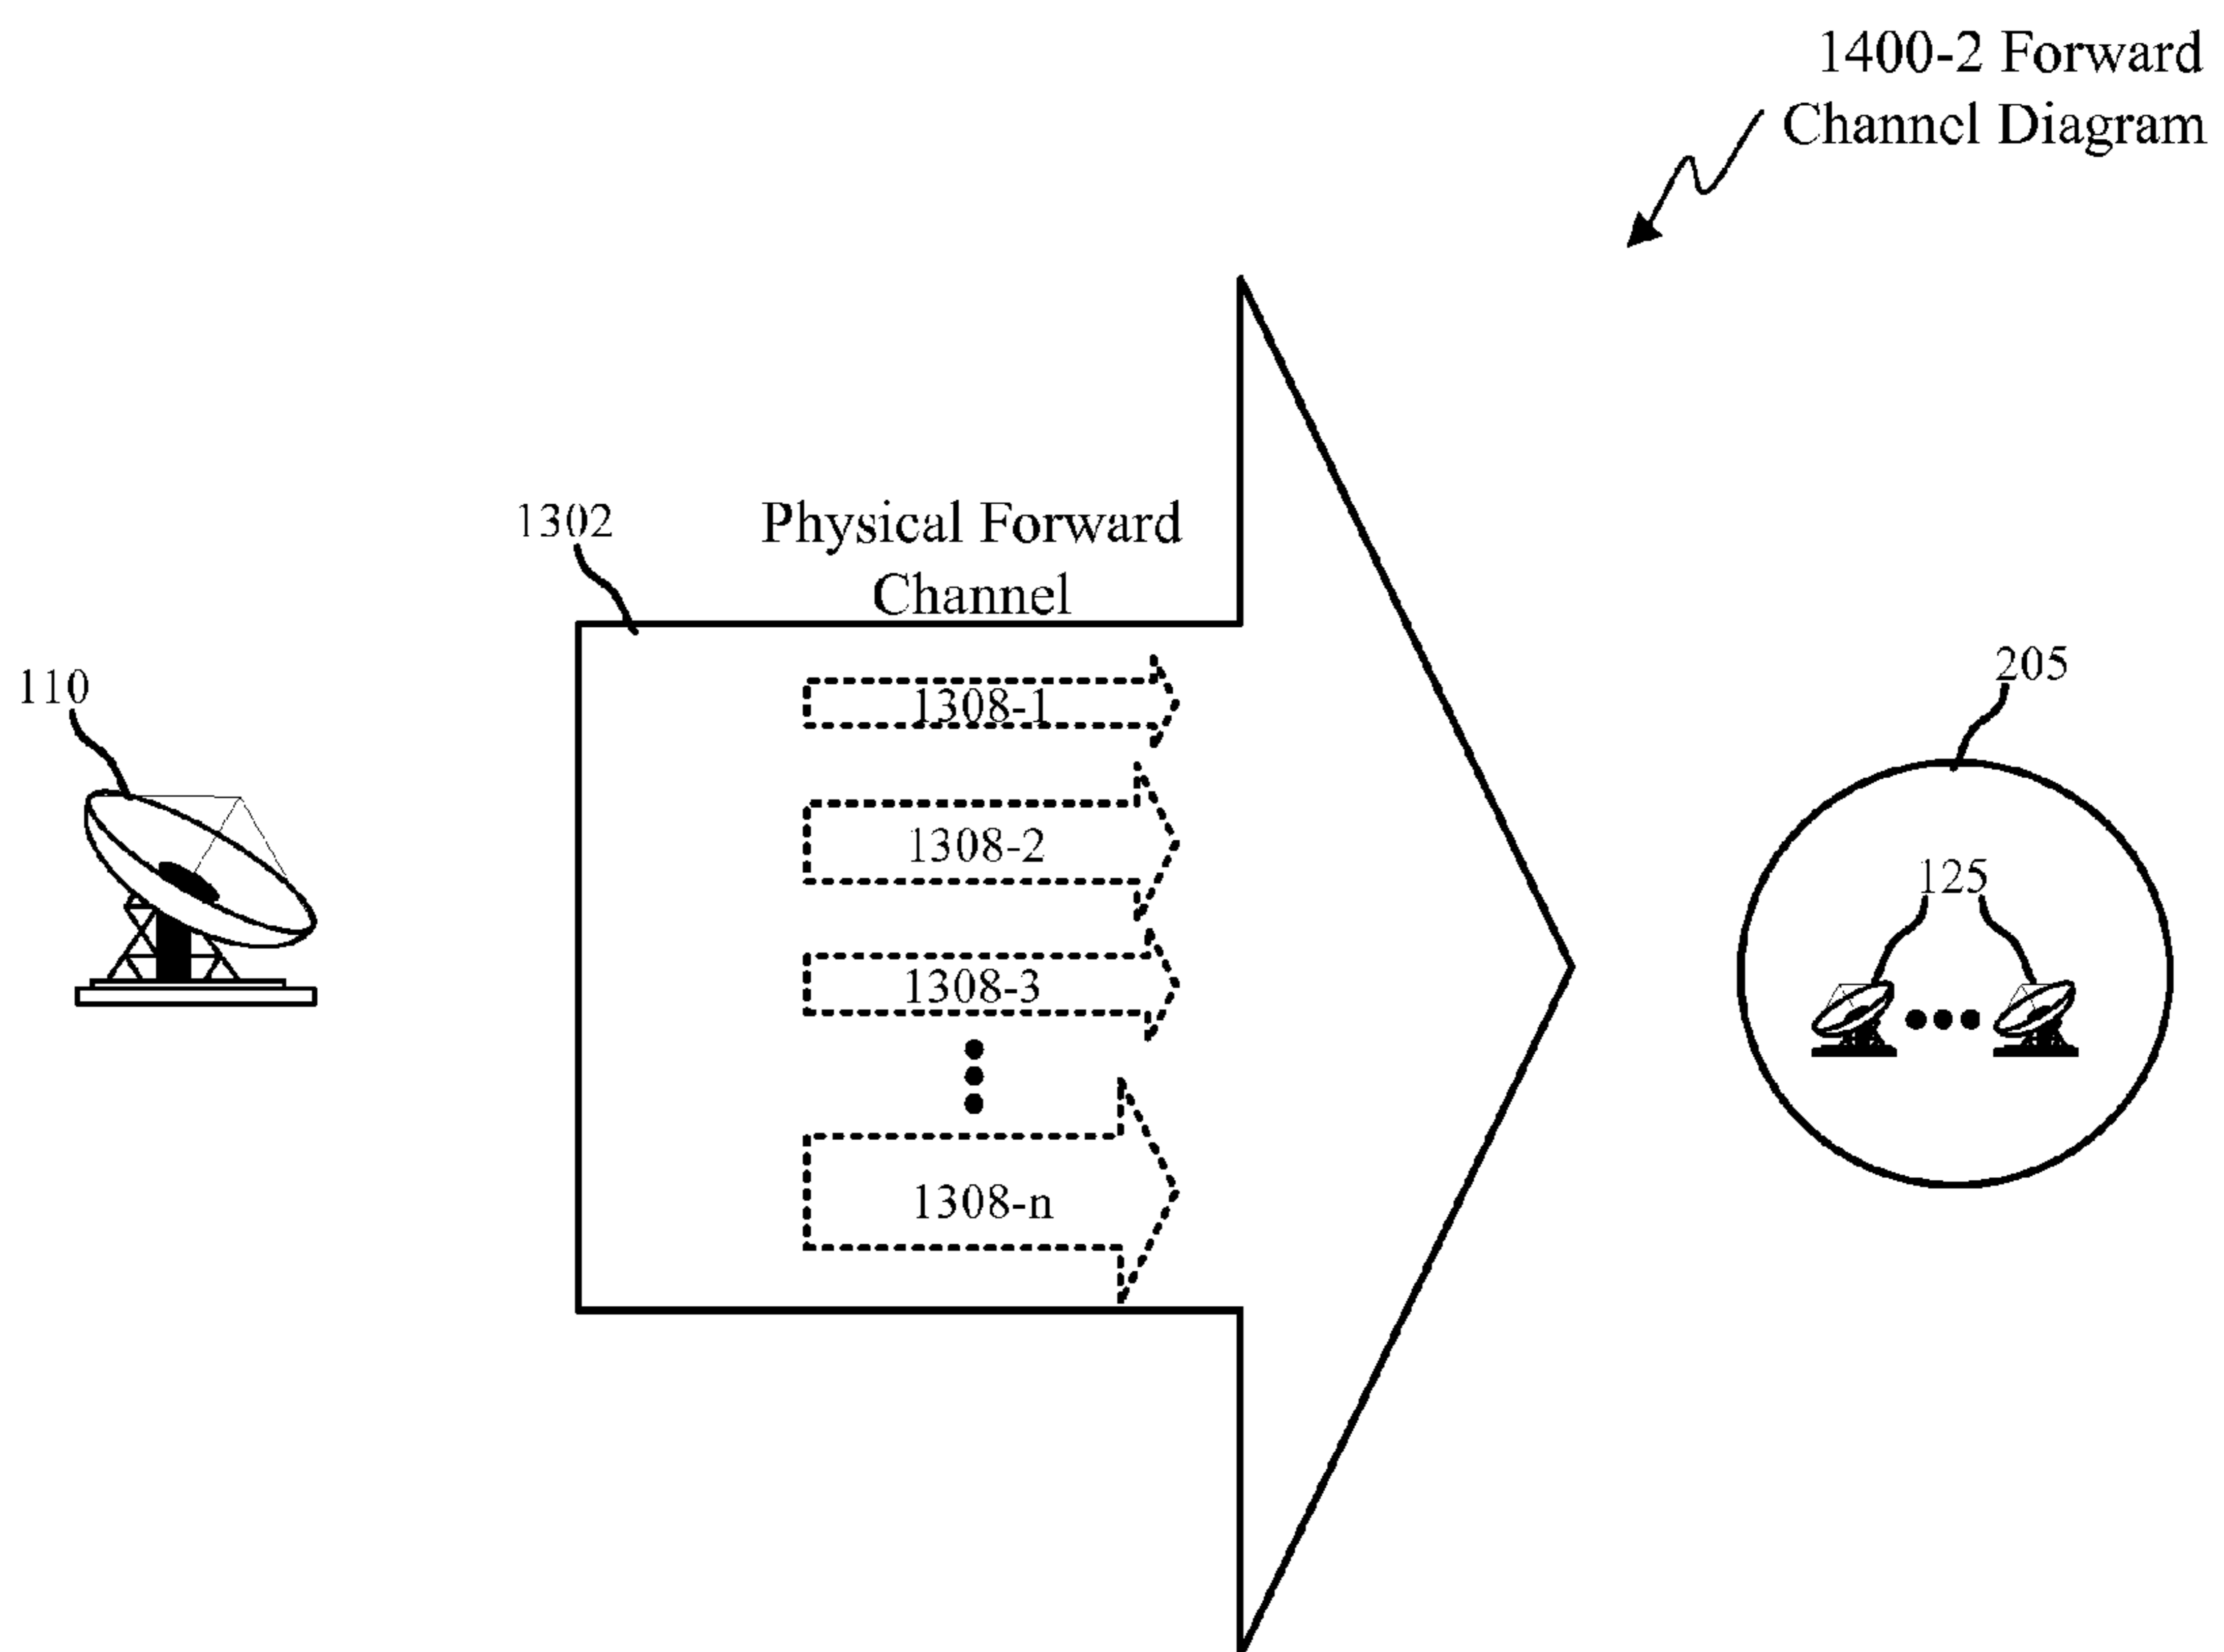 1400-2 Forward
Channel Diagram
1302
Physical Forward
Channel
110
1308-1
205
1308-2
125
1308-3
1308-n